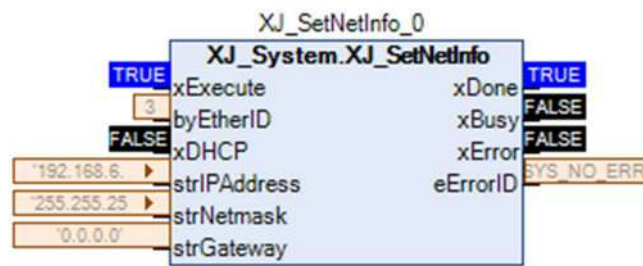 XJ_SetNetInfo_0
XJ_System.XJ_SetNetInfo
TRUE xExecute xDone TRUE
3 byEtherID xBusy FALSE
FALSE xDHCP xError FALSE
'192.168.6. strIPAddress eErrorID SYS_NO_ERR
'255.255.25 strNetmask
'0.0.0.0' strGateway